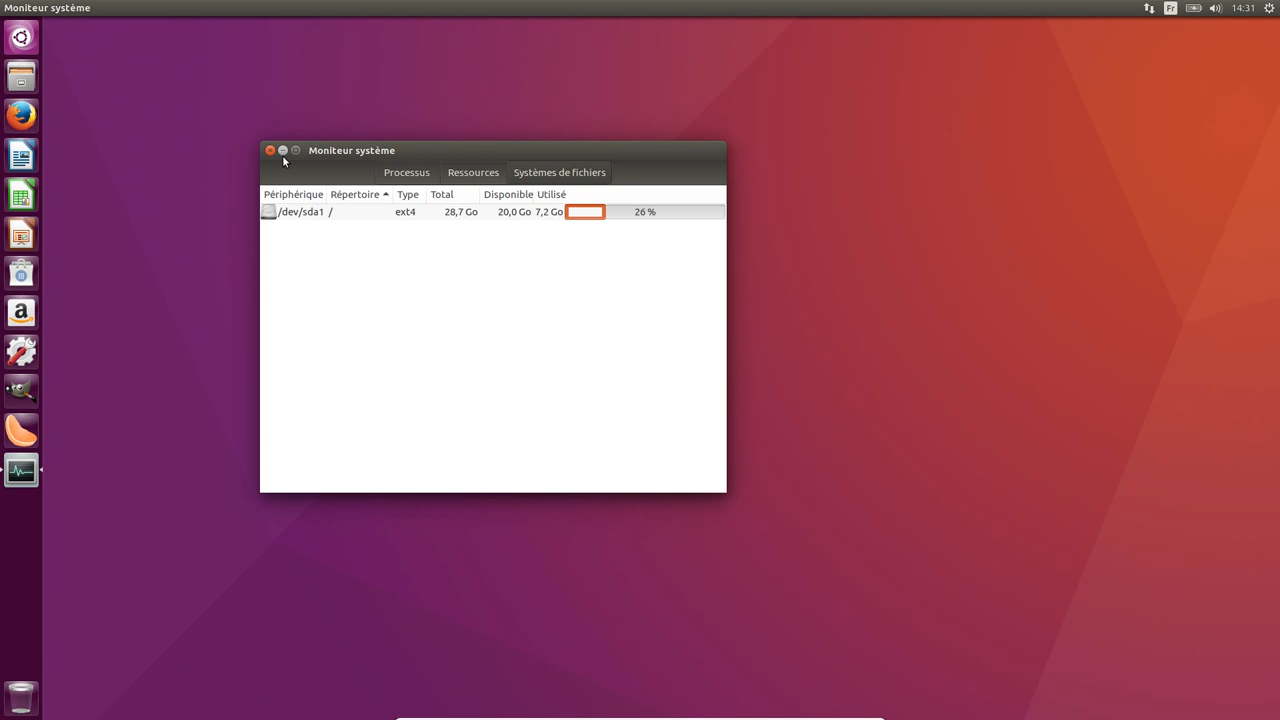 Moniteur système
Fr
14:31
Moniteur système
Processus Ressources Systèmes de fichiers
Périphérique Répertoire Type Total Disponible Utilisé
/dev/sda1 / ext4 28,7 Go 20,0 Go 7,2 Go 26 %
a